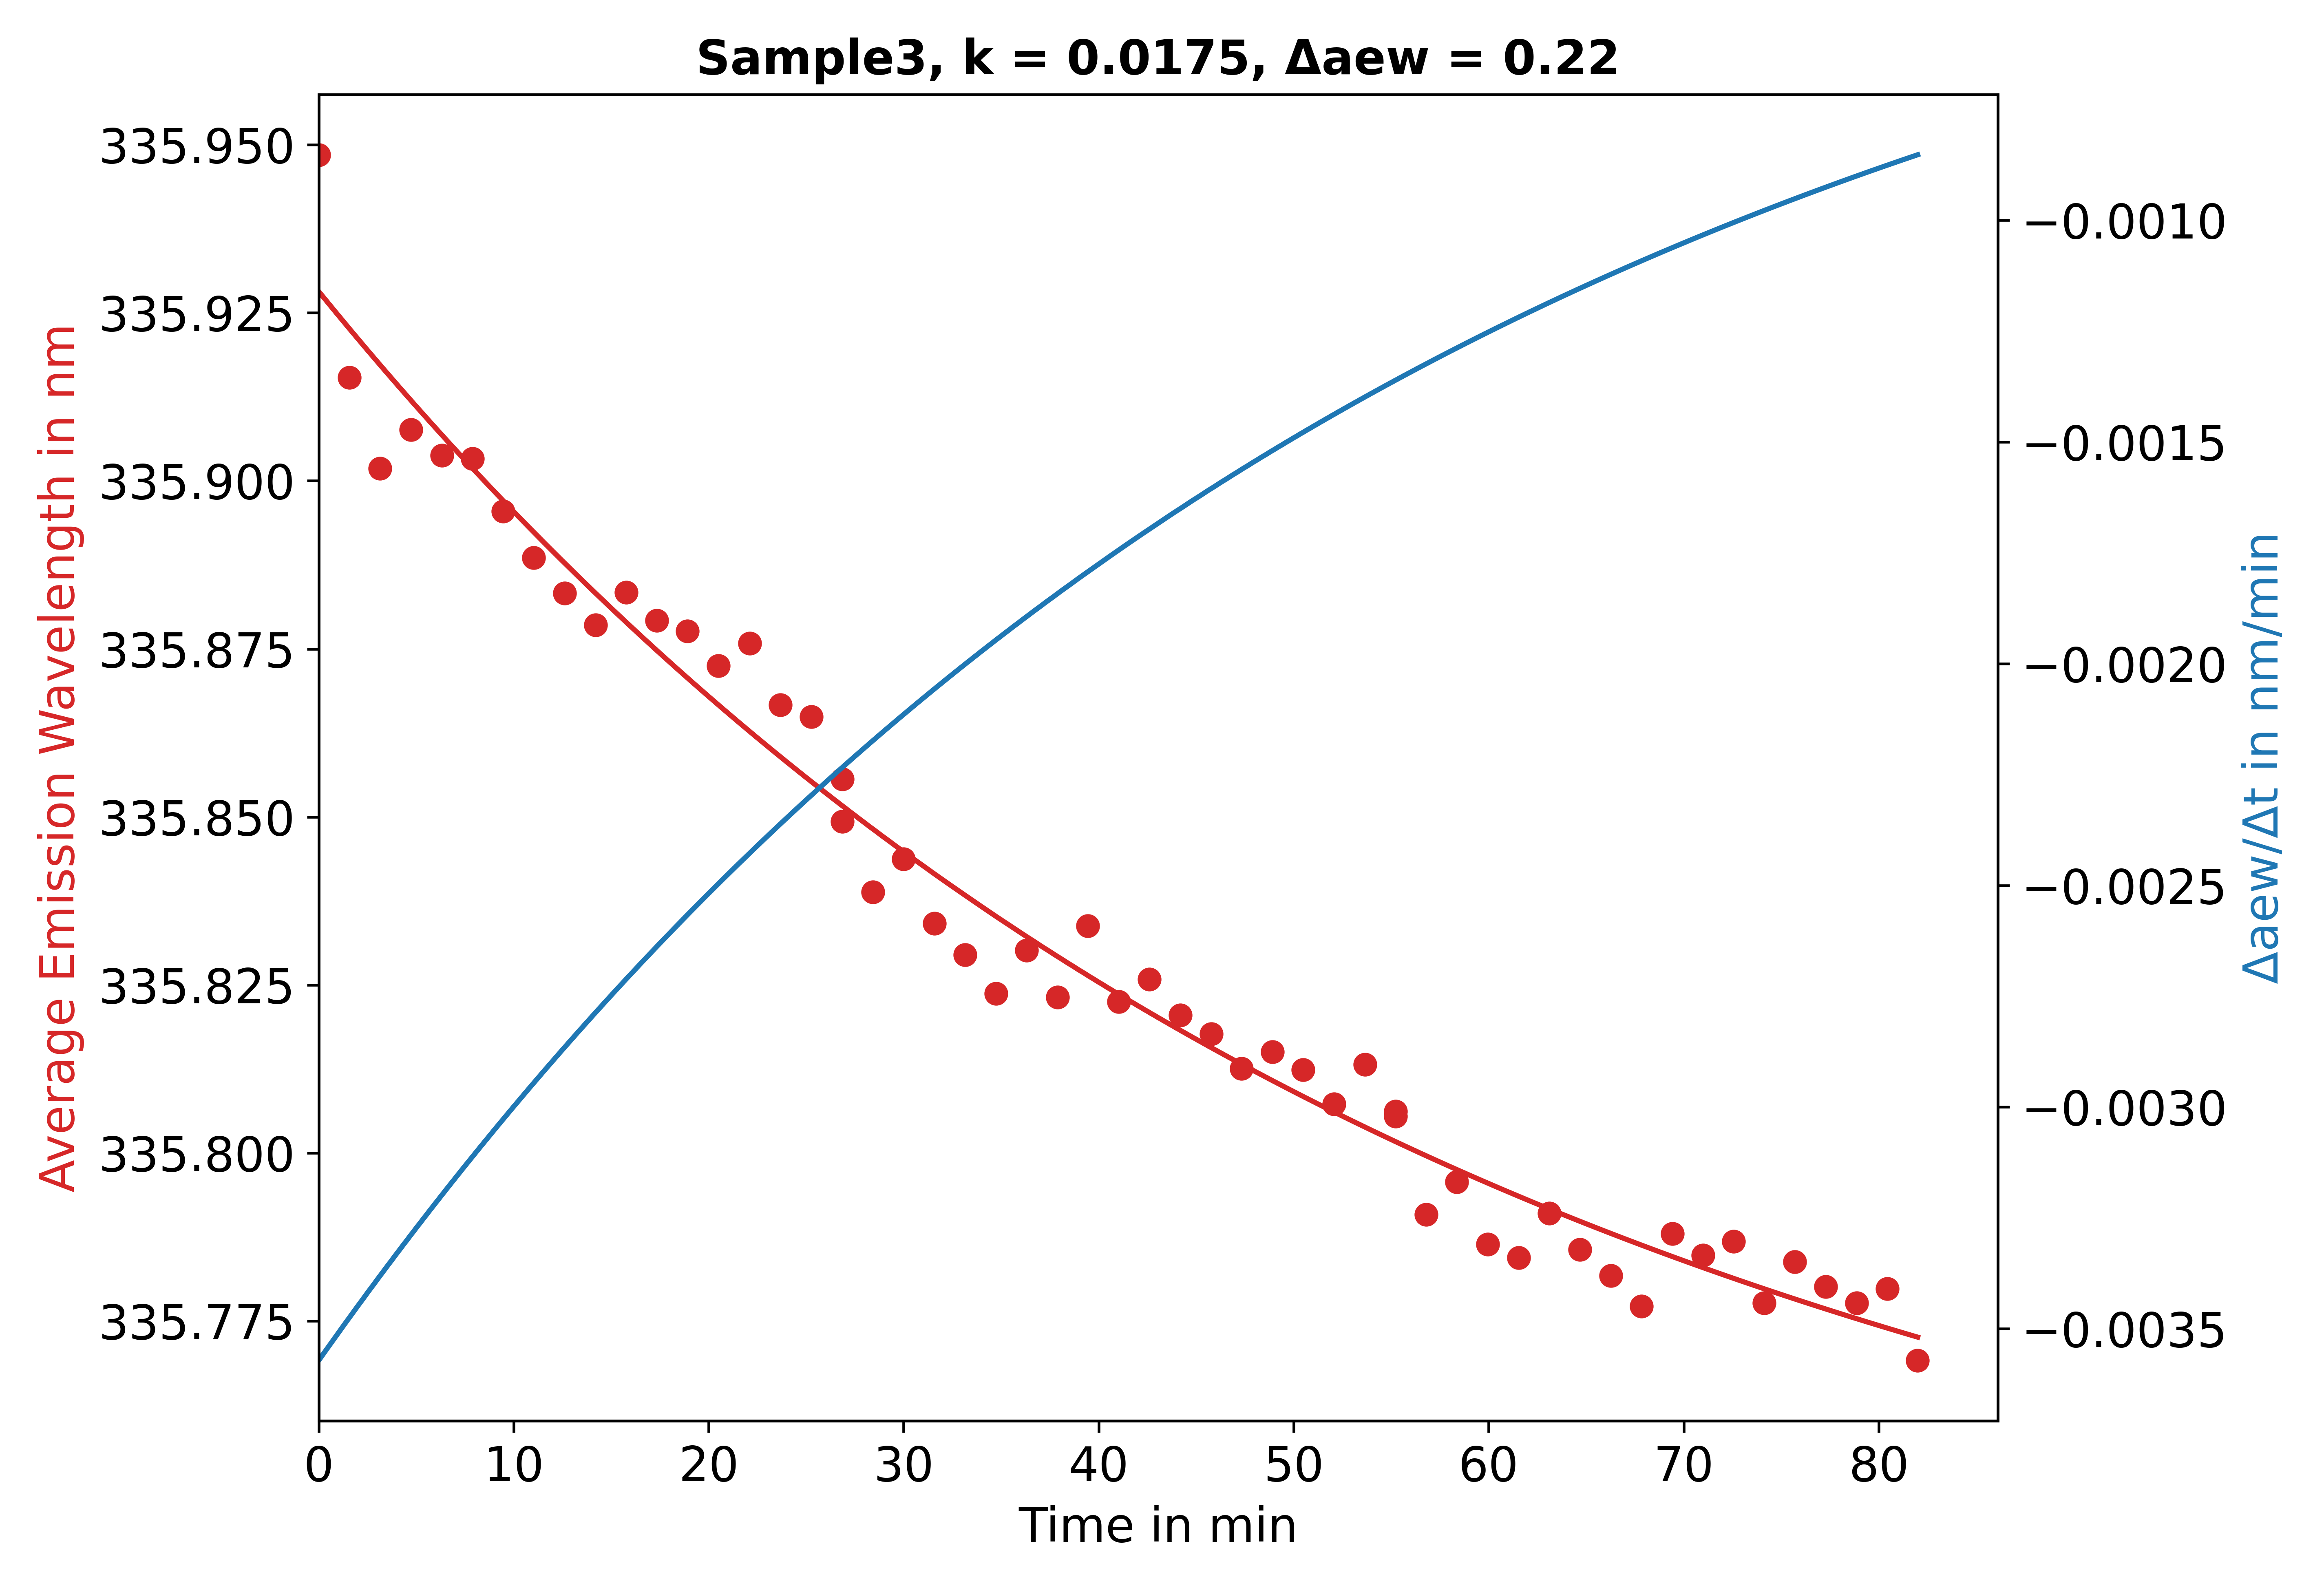 Sample3, k = 0.0175, Δaew = 0.22
Average Emission Wavelength in nm
335.950
335.925
335.900
335.875
335.850
335.825
335.800
335.775
−0.0010
−0.0015
−0.0020
−0.0025
−0.0030
−0.0035
Δaew/Δt in nm/min
0 10 20 30 40 50 60 70 80
Time in min